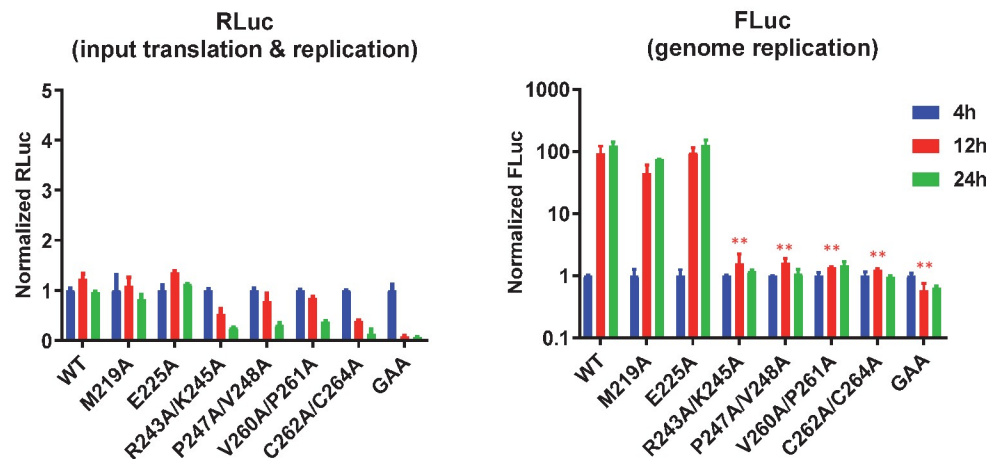 RLuc
(input translation & replication)
Normalized RLuc
5
4
3
2
1
0
WT
M219A
E225A
R243A/K245A
P247A/V248A
V260A/P261A
C262A/C264A
GAA
FLuc
(genome replication)
Normalized FLuc
1000
100
10
1
0.1
**
**
**
**
**
WT
M219A
E225A
R243A/K245A
P247A/V248A
V260A/P261A
C262A/C264A
GAA
4h
12h
24h